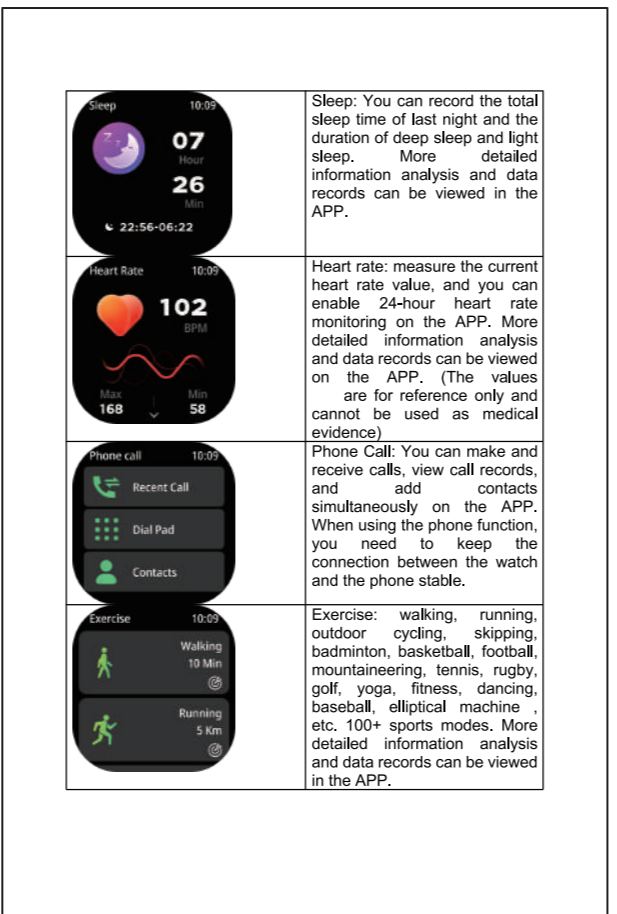 Sleep 10:09
07
Hour
26
Min
22:56-06:22
Sleep: You can record the total
sleep time of last night and the
duration of deep sleep and light
sleep. More detailed
information analysis and data
records can be viewed in the
APP.
Heart Rate 10:09
102
BPM
Max Min
168 58
Heart rate: measure the current
heart rate value, and you can
enable 24-hour heart rate
monitoring on the APP. More
detailed information analysis
and data records can be viewed
on the APP. (The values
are for reference only and
cannot be used as medical
evidence)
Phone call 10:09
Recent Call
Dial Pad
Contacts
Phone Call: You can make and
receive calls, view call records,
and add contacts
simultaneously on the APP.
When using the phone function,
you need to keep the
connection between the watch
and the phone stable.
Exercise 10:09
Walking
10 Min
Running
5 Km
Exercise: walking, running,
outdoor cycling, skipping,
badminton, basketball, football,
mountaineering, tennis, rugby,
golf, yoga, fitness, dancing,
baseball, elliptical machine ,
etc. 100+ sports modes. More
detailed information analysis
and data records can be viewed
in the APP.